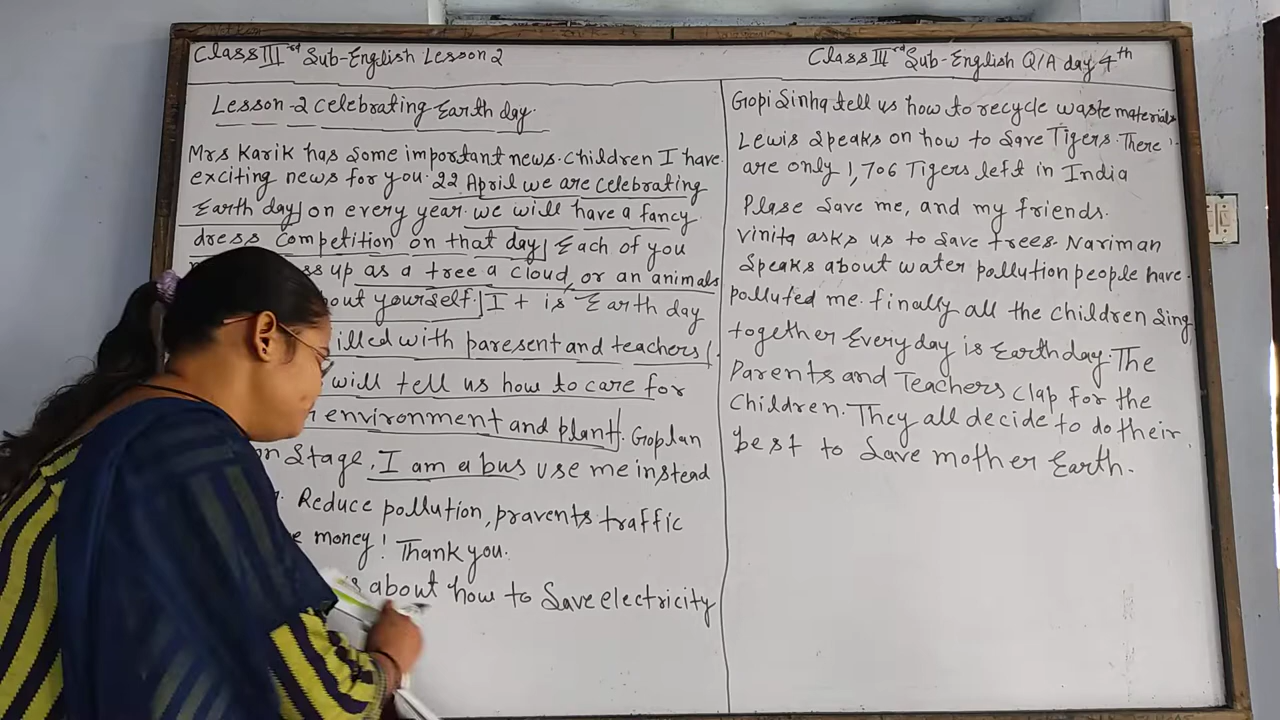 Class III rd Sub-English Lesson 2
Lesson-2 Celebrating Earth day.
Mrs Karik has some important news. children I have
exciting news for you. 22 April we are celebrating
Earth day on every year. we will have a fancy
dress competition on that day Each of you
up as a tree a cloud, or an animals
yourself. It is Earth day
with paresent and teachers
will tell us how to care for
environment and plant. Goplan
Stage, I am a bus use me instead
Reduce pollution, pravents traffic
money! Thank you.
about how to Save electricity
Class III rd Sub-English Q/A day 4th
Gopi Sinha tell us how to recycle waste materials
Lewis Speaks on how to Save Tigers. There
are only 1,706 Tigers left in India
Plase Save me, and my friends.
vinita asks us to Save trees. Nariman
Speaks about water pollution people have
polluted me. finally all the children Sing
together Every day is Earth day. The
Parents and Teachers clap for the
children. They all decide to do their
best to Save mother Earth.